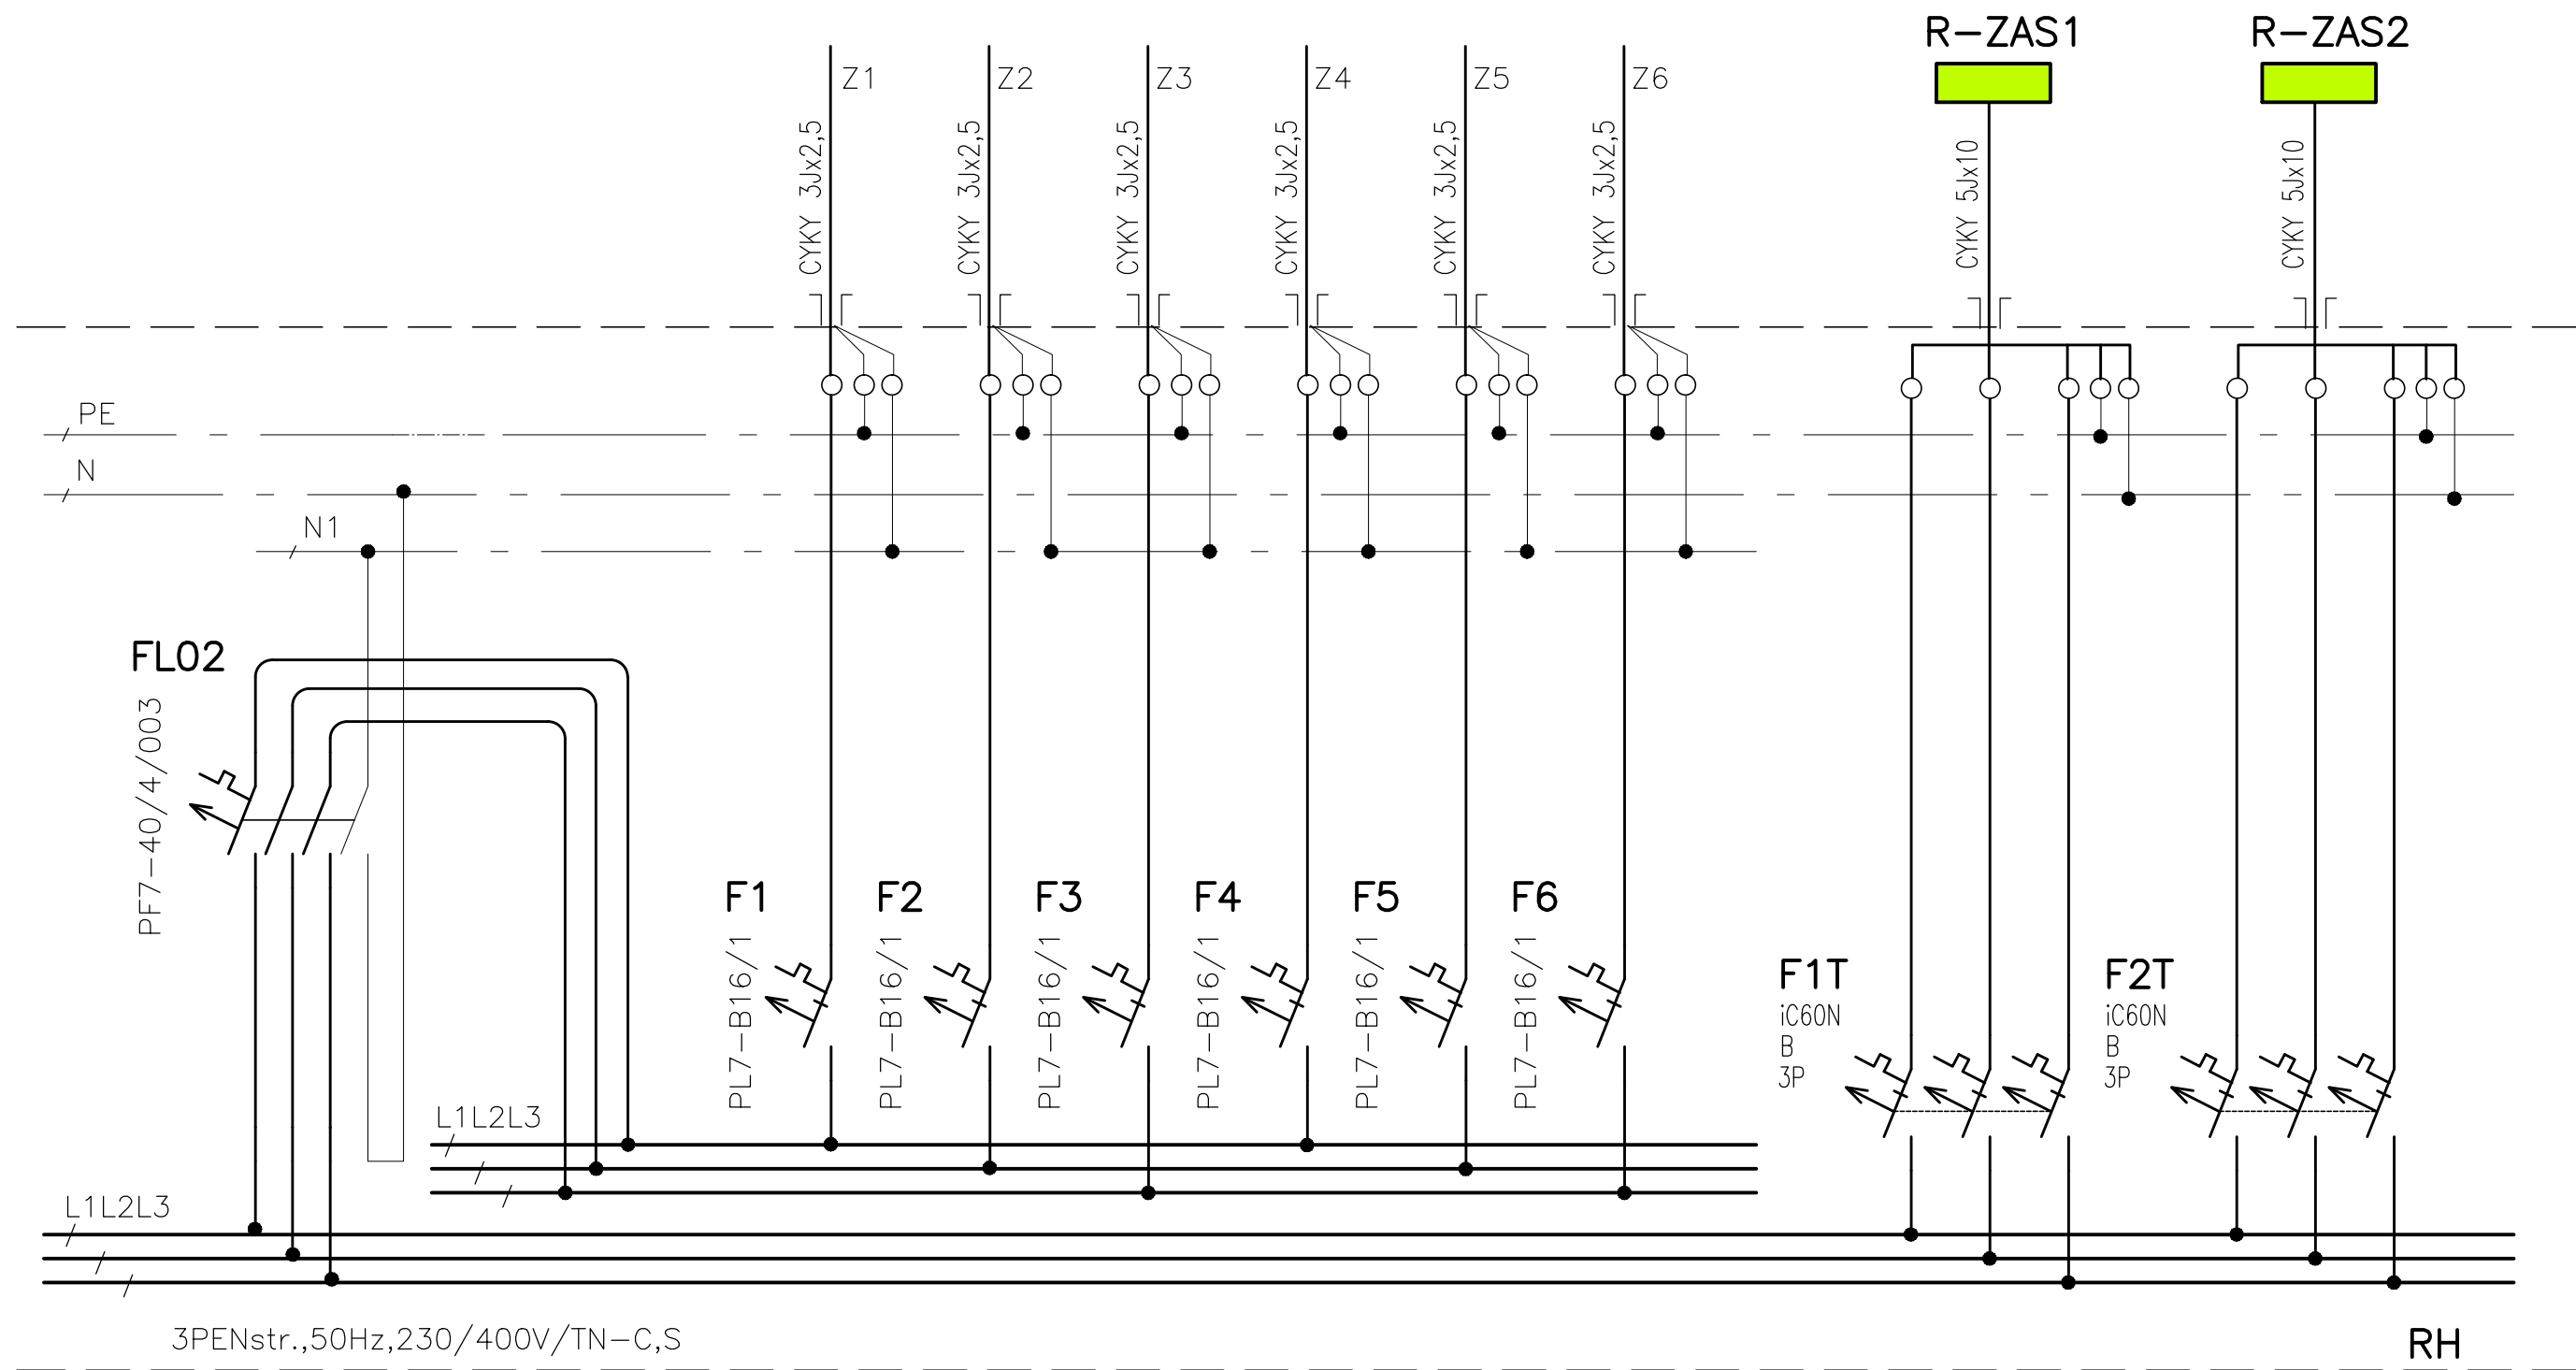 R-ZAS1
R-ZAS2
Z1
Z2
Z3
Z4
Z5
Z6
CYKY 3Jx2,5
CYKY 3Jx2,5
CYKY 3Jx2,5
CYKY 3Jx2,5
CYKY 3Jx2,5
CYKY 3Jx2,5
CYKY 5Jx10
CYKY 5Jx10
PE
N
N1
FL02
PF7-40/4/003
F1
F2
F3
F4
F5
F6
PL7-B16/1
PL7-B16/1
PL7-B16/1
PL7-B16/1
PL7-B16/1
PL7-B16/1
F1T
iC60N
B
3P
F2T
iC60N
B
3P
L1L2L3
L1L2L3
3PENstr.,50Hz,230/400V/TN-C,S
RH